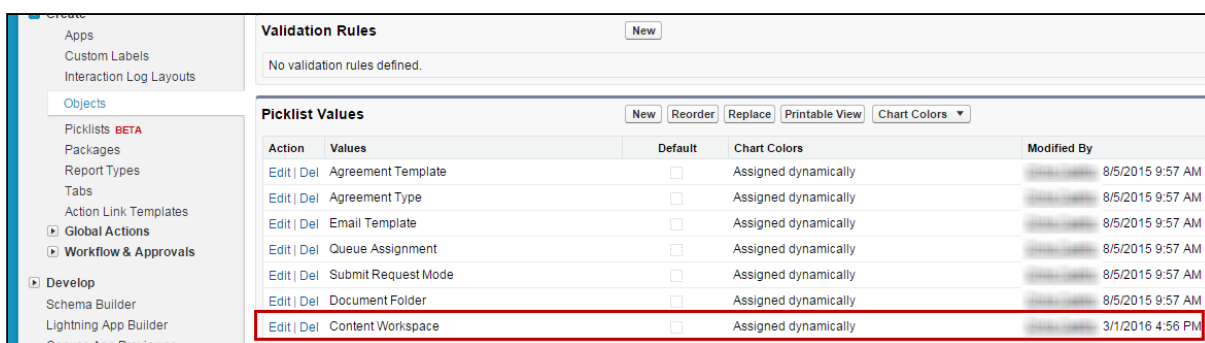 Create
Apps
Custom Labels
Interaction Log Layouts
Objects
Picklists BETA
Packages
Report Types
Tabs
Action Link Templates
Global Actions
Workflow & Approvals
Develop
Schema Builder
Lightning App Builder
Validation Rules New
No validation rules defined.
Picklist Values New Reorder Replace Printable View Chart Colors
Action Values Default Chart Colors Modified By
Edit | Del Agreement Template Assigned dynamically 8/5/2015 9:57 AM
Edit | Del Agreement Type Assigned dynamically 8/5/2015 9:57 AM
Edit | Del Email Template Assigned dynamically 8/5/2015 9:57 AM
Edit | Del Queue Assignment Assigned dynamically 8/5/2015 9:57 AM
Edit | Del Submit Request Mode Assigned dynamically 8/5/2015 9:57 AM
Edit | Del Document Folder Assigned dynamically 8/5/2015 9:57 AM
Edit | Del Content Workspace Assigned dynamically 3/1/2016 4:56 PM